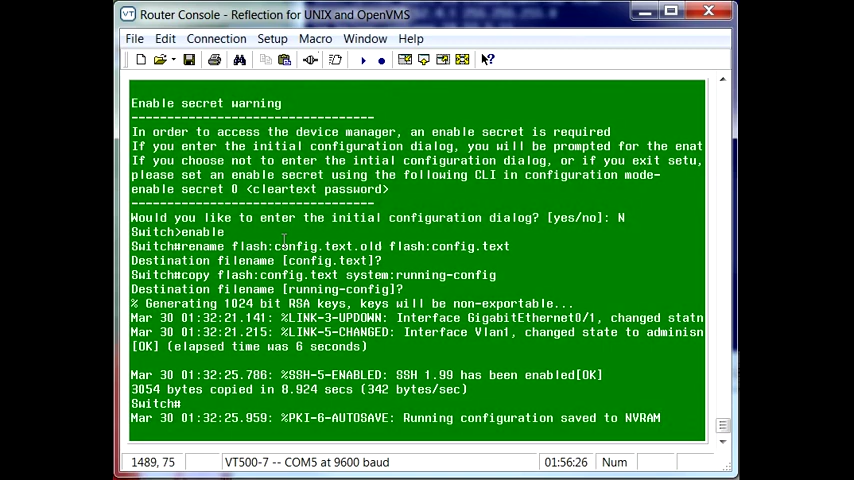 Router Console - Reflection for UNIX and OpenVMS
File Edit Connection Setup Macro Window Help
Enable secret warning
----------------------------------
In order to access the device manager, an enable secret is required
If you enter the initial configuration dialog, you will be prompted for the enat
If you choose not to enter the intial configuration dialog, or if you exit setu,
please set an enable secret using the following CLI in configuration mode-
enable secret 0 <cleartext password>
----------------------------------
Would you like to enter the initial configuration dialog? [yes/no]: N
Switch>enable
Switch#rename flash:config.text.old flash:config.text
Destination filename [config.text]?
Switch#copy flash:config.text system:running-config
Destination filename [running-config]?
% Generating 1024 bit RSA keys, keys will be non-exportable...
Mar 30 01:32:21.141: %LINK-3-UPDOWN: Interface GigabitEthernet0/1, changed statn
Mar 30 01:32:21.215: %LINK-5-CHANGED: Interface Vlan1, changed state to adminisn
[OK] (elapsed time was 6 seconds)
Mar 30 01:32:25.786: %SSH-5-ENABLED: SSH 1.99 has been enabled[OK]
3054 bytes copied in 8.924 secs (342 bytes/sec)
Switch#
Mar 30 01:32:25.959: %PKI-6-AUTOSAVE: Running configuration saved to NVRAM
1489, 75 VT500-7 -- COM5 at 9600 baud 01:56:26 Num